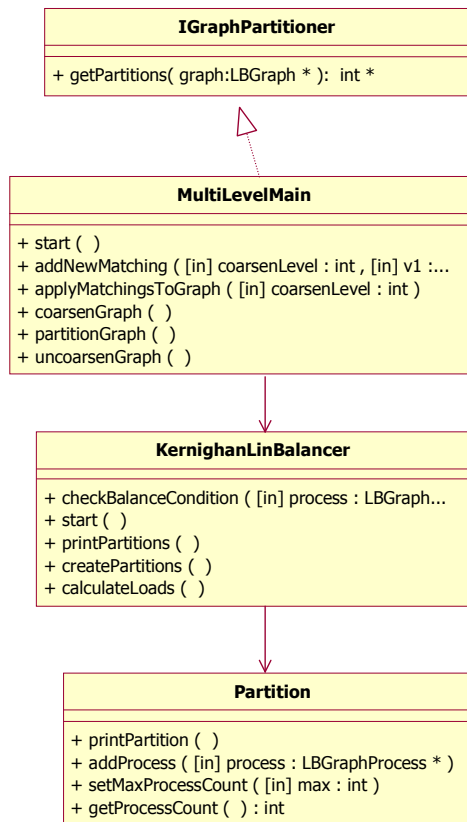 IGraphPartitioner
+ getPartitions( graph:LBGraph * ): int *
MultiLevelMain
+ start ( )
+ addNewMatching ( [in] coarsenLevel : int , [in] v1 :...
+ applyMatchingsToGraph ( [in] coarsenLevel : int )
+ coarsenGraph ( )
+ partitionGraph ( )
+ uncoarsenGraph ( )
KernighanLinBalancer
+ checkBalanceCondition ( [in] process : LBGraph...
+ start ( )
+ printPartitions ( )
+ createPartitions ( )
+ calculateLoads ( )
Partition
+ printPartition ( )
+ addProcess ( [in] process : LBGraphProcess * )
+ setMaxProcessCount ( [in] max : int )
+ getProcessCount ( ) : int